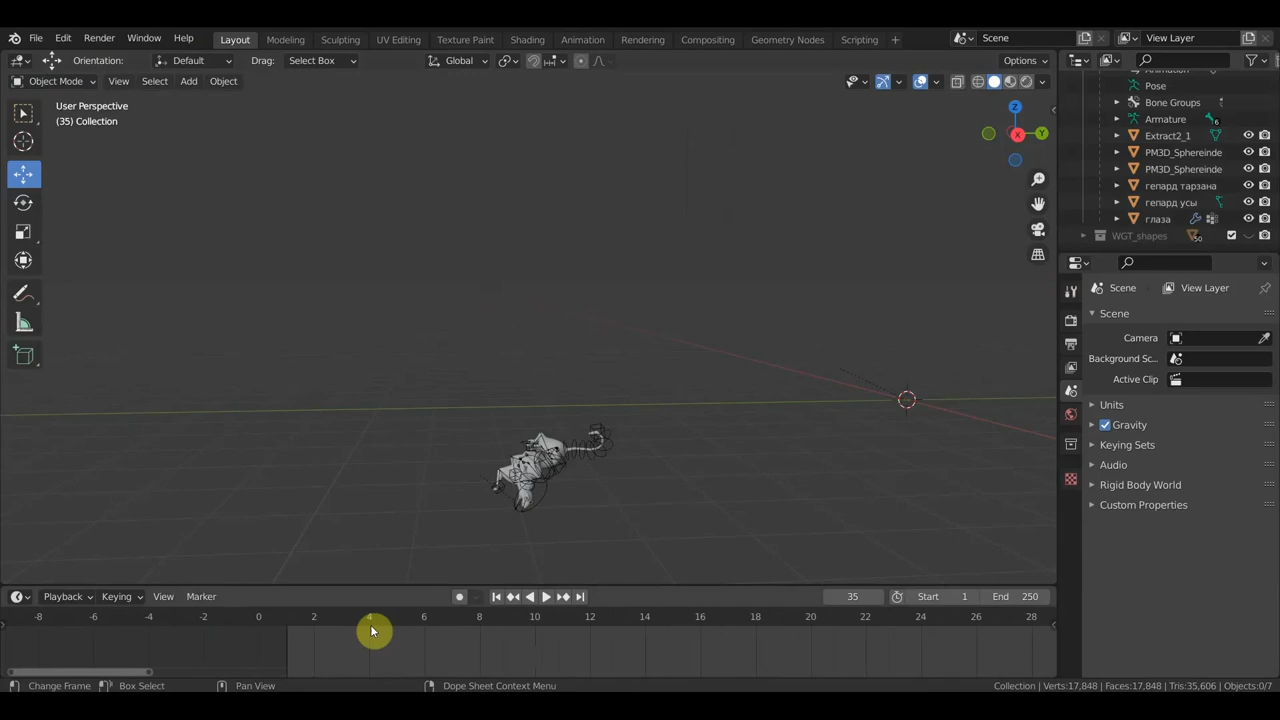 File Edit Render Window Help
Layout Modeling Sculpting UV Editing Texture Paint Shading Animation Rendering Compositing Geometry Nodes Scripting +
Scene View Layer
Orientation: Default Drag: Select Box Global Options
Object Mode View Select Add Object
User Perspective
(35) Collection
Z
Y
X
Pose
Bone Groups
Armature 6
Extract2_1
PM3D_Sphereinde
PM3D_Sphereinde
гепард тарзана
гепард усы
глаза
WGT_shapes 50
Scene View Layer
Scene
Camera
Background Sc...
Active Clip
Units
Gravity
Keying Sets
Audio
Rigid Body World
Custom Properties
Playback Keying View Marker 35 Start 1 End 250
-8 -6 -4 -2 0 2 4 6 8 10 12 14 16 18 20 22 24 26 28
Change Frame Box Select Pan View Dope Sheet Context Menu Collection | Verts:17,848 | Faces:17,848 | Tris:35,606 | Objects:0/7